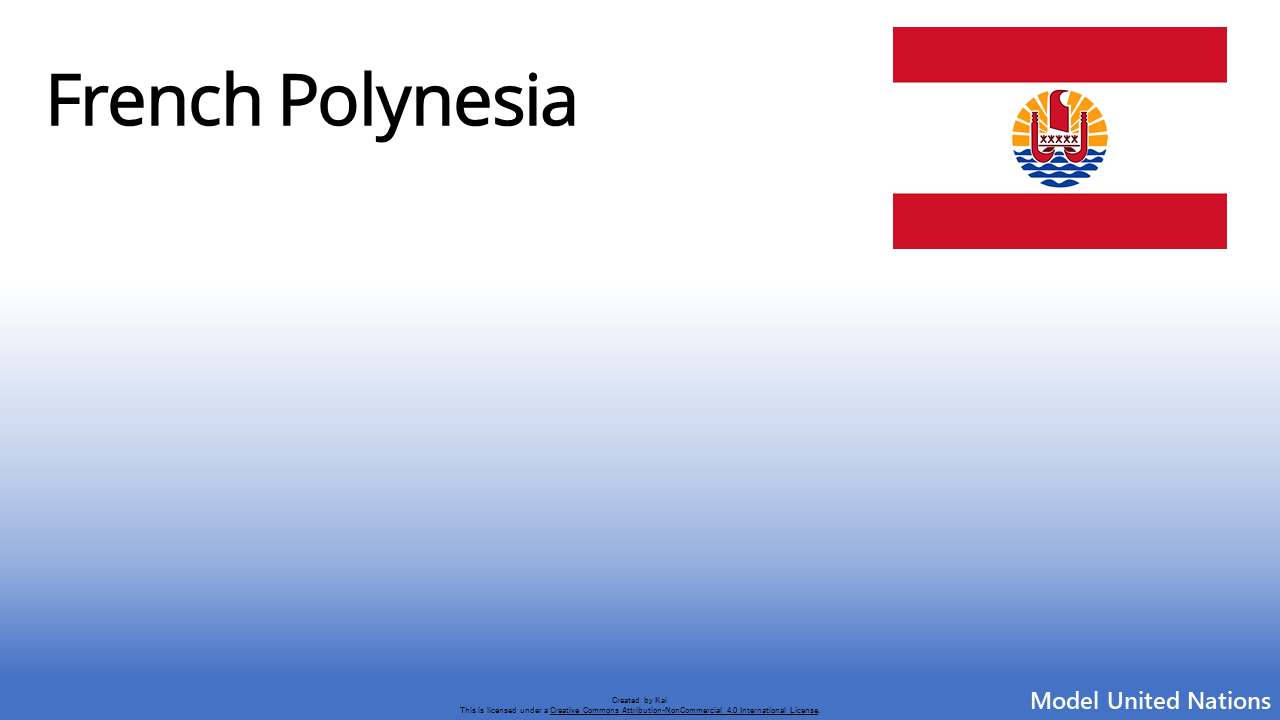 French Polynesia
Created by Kai
This is licensed under a Creative Commons Attribution-NonCommercial 4.0 International License.
Model United Nations